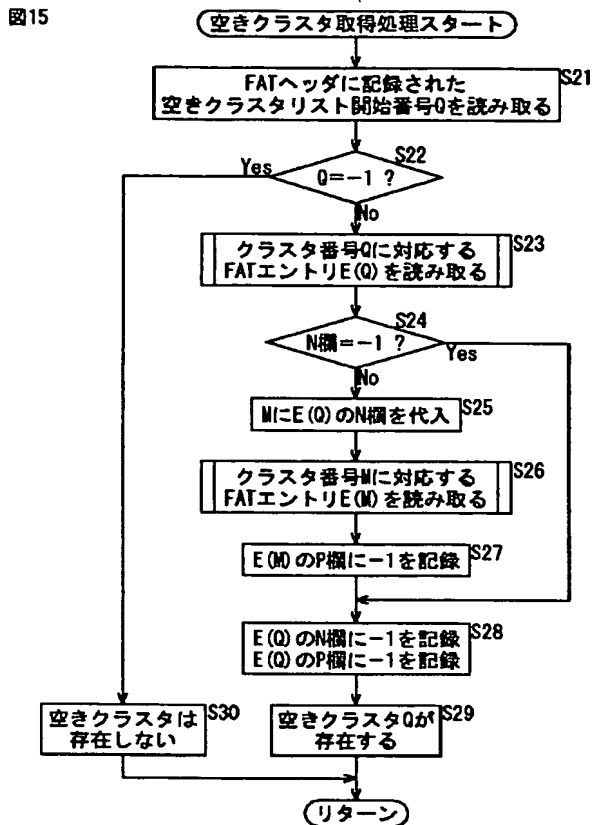 図15
空きクラスタ取得処理スタート
FATヘッダに記録された
空きクラスタリスト開始番号Qを読み取る
S21
S22
Q=−1 ?
Yes
No
クラスタ番号Qに対応する
FATエントリE(Q)を読み取る
S23
S24
N欄=−1 ?
Yes
No
MにE(Q)のN欄を代入
S25
クラスタ番号Mに対応する
FATエントリE(M)を読み取る
S26
E(M)のP欄に−1を記録
S27
E(Q)のN欄に−1を記録
E(Q)のP欄に−1を記録
S28
空きクラスタは
存在しない
S30
空きクラスタQが
存在する
S29
リターン